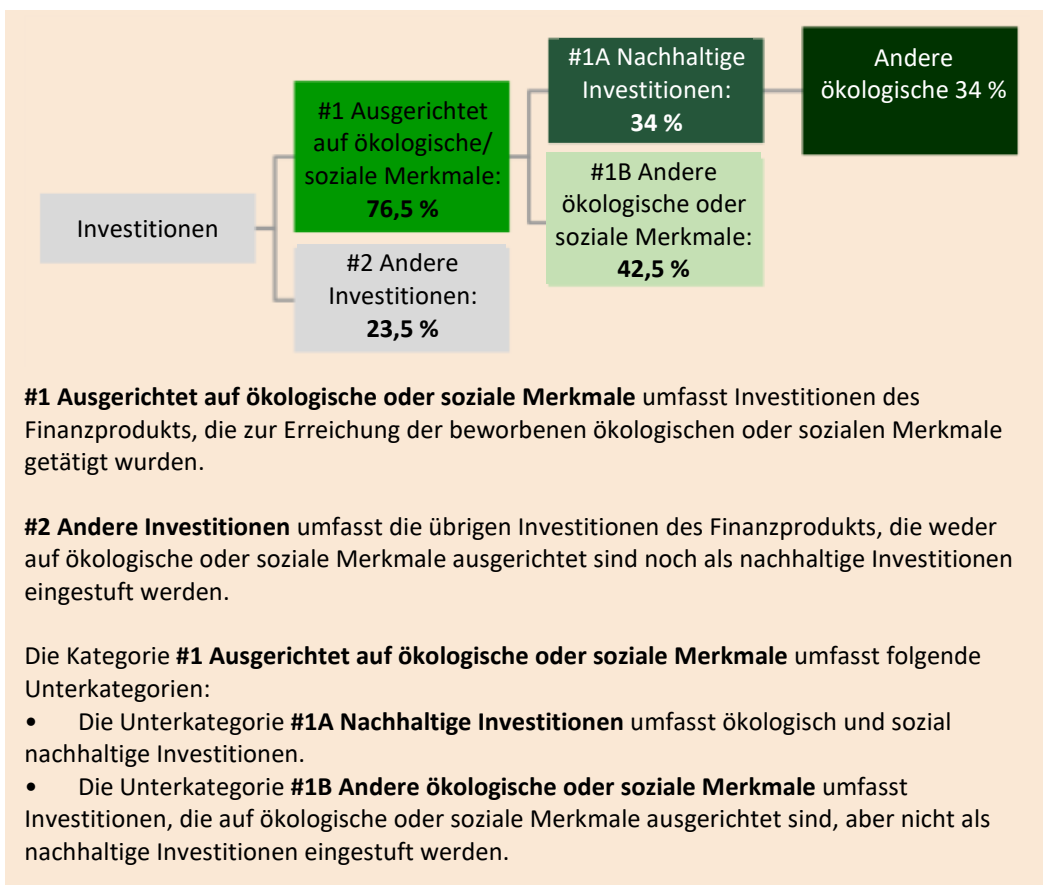 Investitionen
#1 Ausgerichtet
auf ökologische/
soziale Merkmale:
76,5 %
#2 Andere
Investitionen:
23,5 %
#1A Nachhaltige
Investitionen:
34 %
#1B Andere
ökologische oder
soziale Merkmale:
42,5 %
Andere
ökologische 34 %
#1 Ausgerichtet auf ökologische oder soziale Merkmale umfasst Investitionen des
Finanzprodukts, die zur Erreichung der beworbenen ökologischen oder sozialen Merkmale
getätigt wurden.
#2 Andere Investitionen umfasst die übrigen Investitionen des Finanzprodukts, die weder
auf ökologische oder soziale Merkmale ausgerichtet sind noch als nachhaltige Investitionen
eingestuft werden.
Die Kategorie #1 Ausgerichtet auf ökologische oder soziale Merkmale umfasst folgende
Unterkategorien:
• Die Unterkategorie #1A Nachhaltige Investitionen umfasst ökologisch und sozial
nachhaltige Investitionen.
• Die Unterkategorie #1B Andere ökologische oder soziale Merkmale umfasst
Investitionen, die auf ökologische oder soziale Merkmale ausgerichtet sind, aber nicht als
nachhaltige Investitionen eingestuft werden.